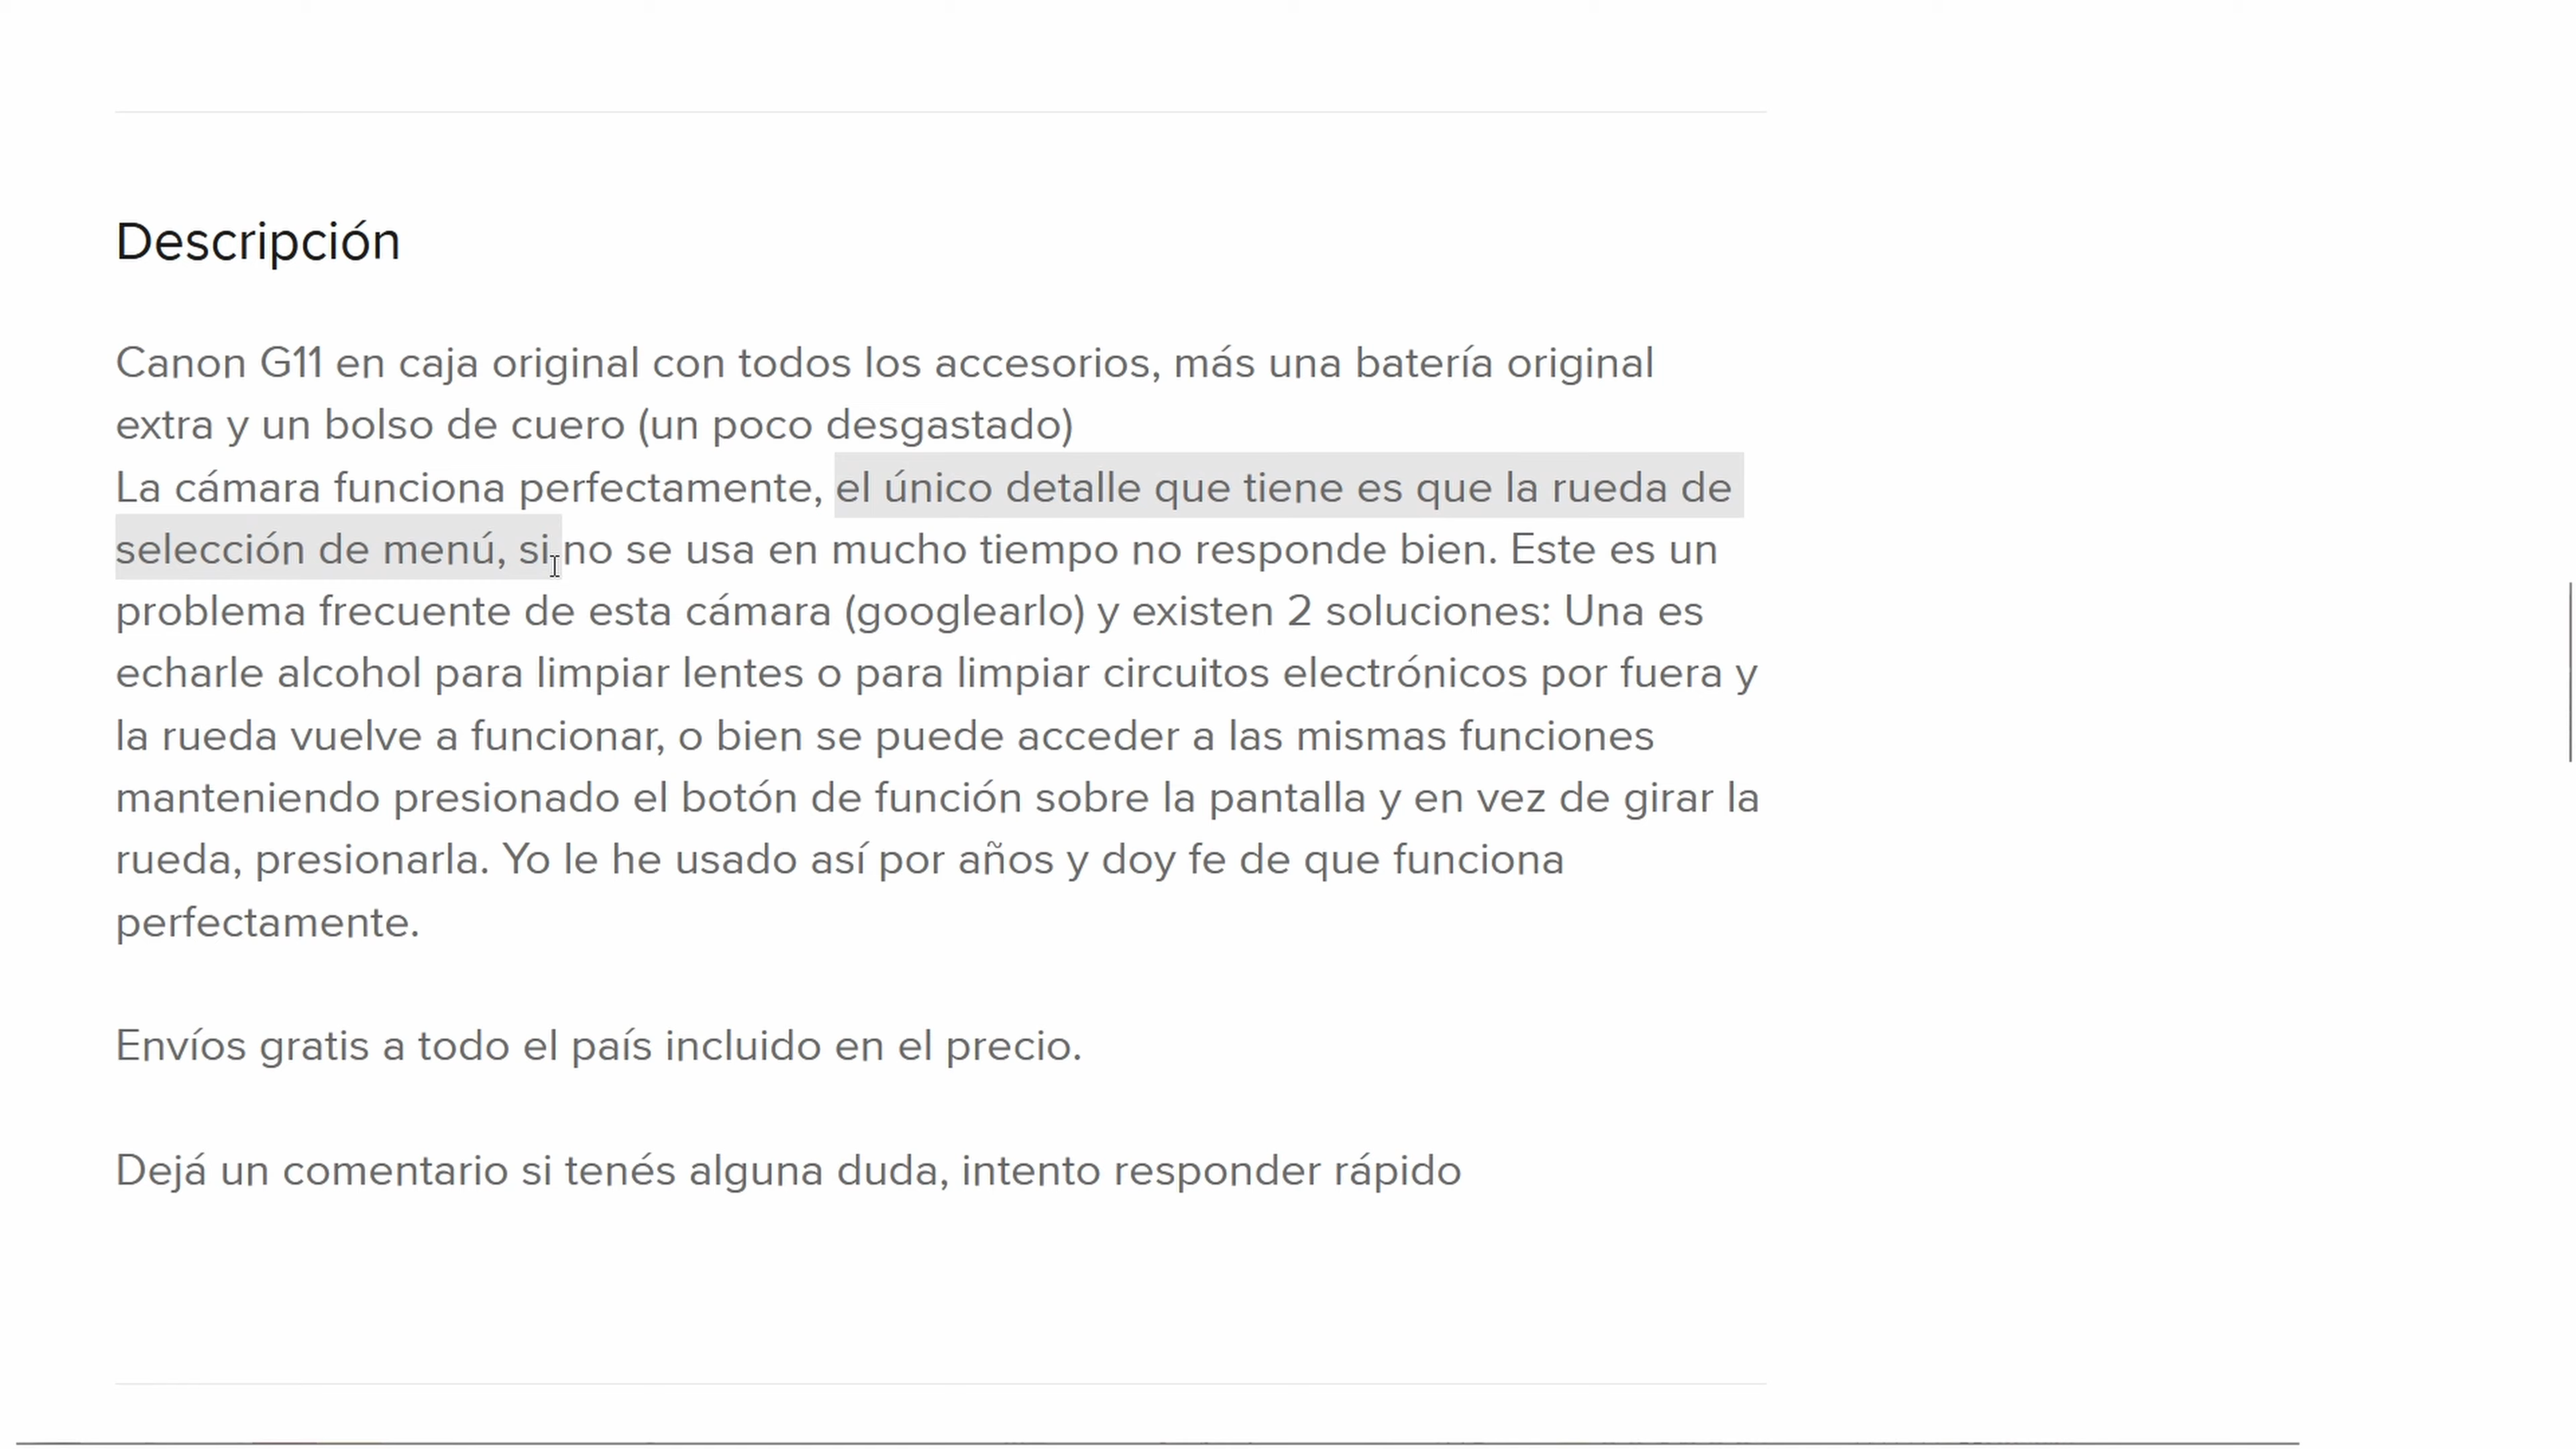 Descripción
Canon G11 en caja original con todos los accesorios, más una batería original
extra y un bolso de cuero (un poco desgastado)
La cámara funciona perfectamente, el único detalle que tiene es que la rueda de
selección de menú, si no se usa en mucho tiempo no responde bien. Este es un
problema frecuente de esta cámara (googlearlo) y existen 2 soluciones: Una es
echarle alcohol para limpiar lentes o para limpiar circuitos electrónicos por fuera y
la rueda vuelve a funcionar, o bien se puede acceder a las mismas funciones
manteniendo presionado el botón de función sobre la pantalla y en vez de girar la
rueda, presionarla. Yo le he usado así por años y doy fe de que funciona
perfectamente.
Envíos gratis a todo el país incluido en el precio.
Dejá un comentario si tenés alguna duda, intento responder rápido